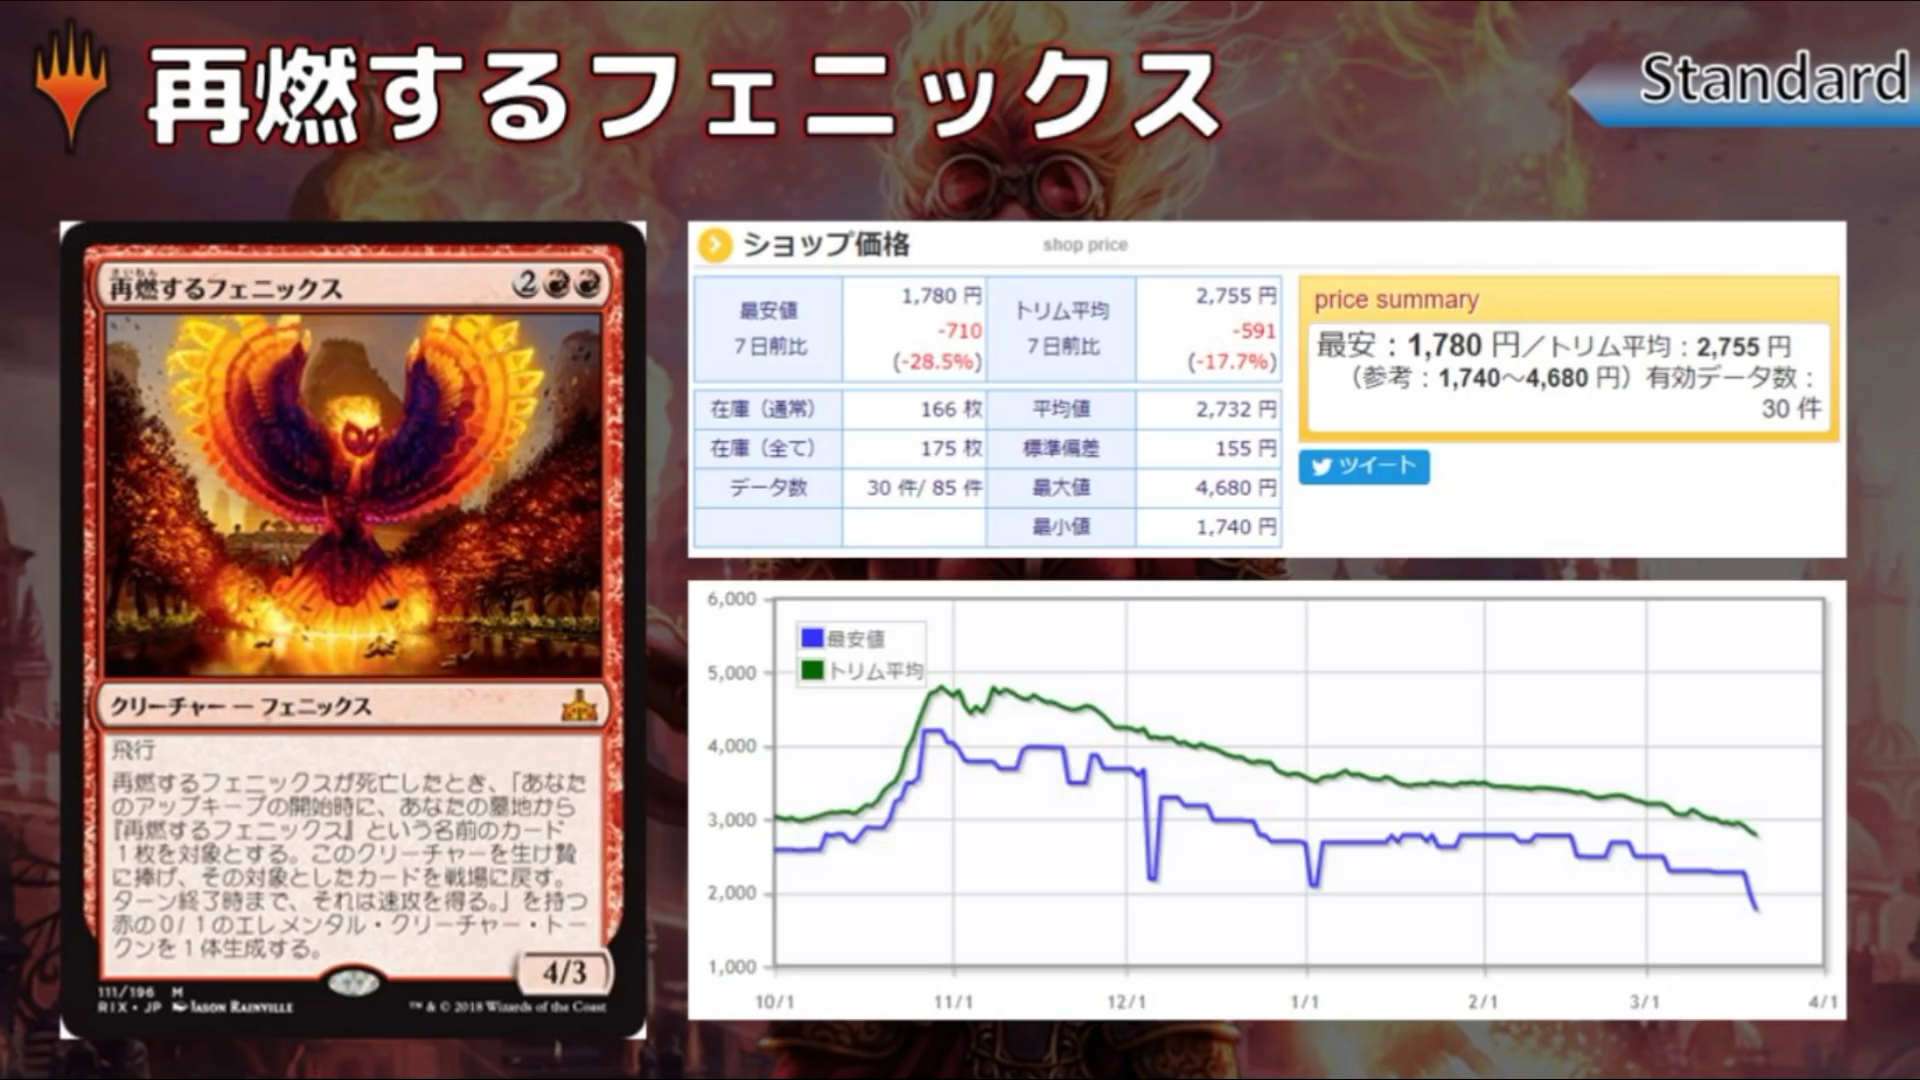 再燃するフェニックス
Standard
さいねん
再燃するフェニックス
2
クリーチャー — フェニックス
飛行
再燃するフェニックスが死亡したとき、「あなた
のアップキープの開始時に、あなたの墓地から
『再燃するフェニックス』という名前のカード
1枚を対象とする。このクリーチャーを生け贄
に捧げ、その対象としたカードを戦場に戻す。
ターン終了時まで、それは速攻を得る。」を持つ
赤の0/1のエレメンタル・クリーチャー・トー
クンを1体生成する。
4/3
111/196 M
RIX • JP JASON RAINVILLE
™ & © 2018 Wizards of the Coast
ショップ価格 shop price
最安値 7日前比 1,780 円 -710 (-28.5%) トリム平均 7日前比 2,755 円 -591 (-17.7%)
在庫（通常） 166 枚 平均値 2,732 円
在庫（全て） 175 枚 標準偏差 155 円
データ数 30 件/ 85 件 最大値 4,680 円
最小値 1,740 円
price summary
最安：1,780 円／トリム平均：2,755 円
（参考：1,740～4,680 円）有効データ数：
30 件
ツイート
6,000
最安値
トリム平均
5,000
4,000
3,000
2,000
1,000
10/1 11/1 12/1 1/1 2/1 3/1 4/1